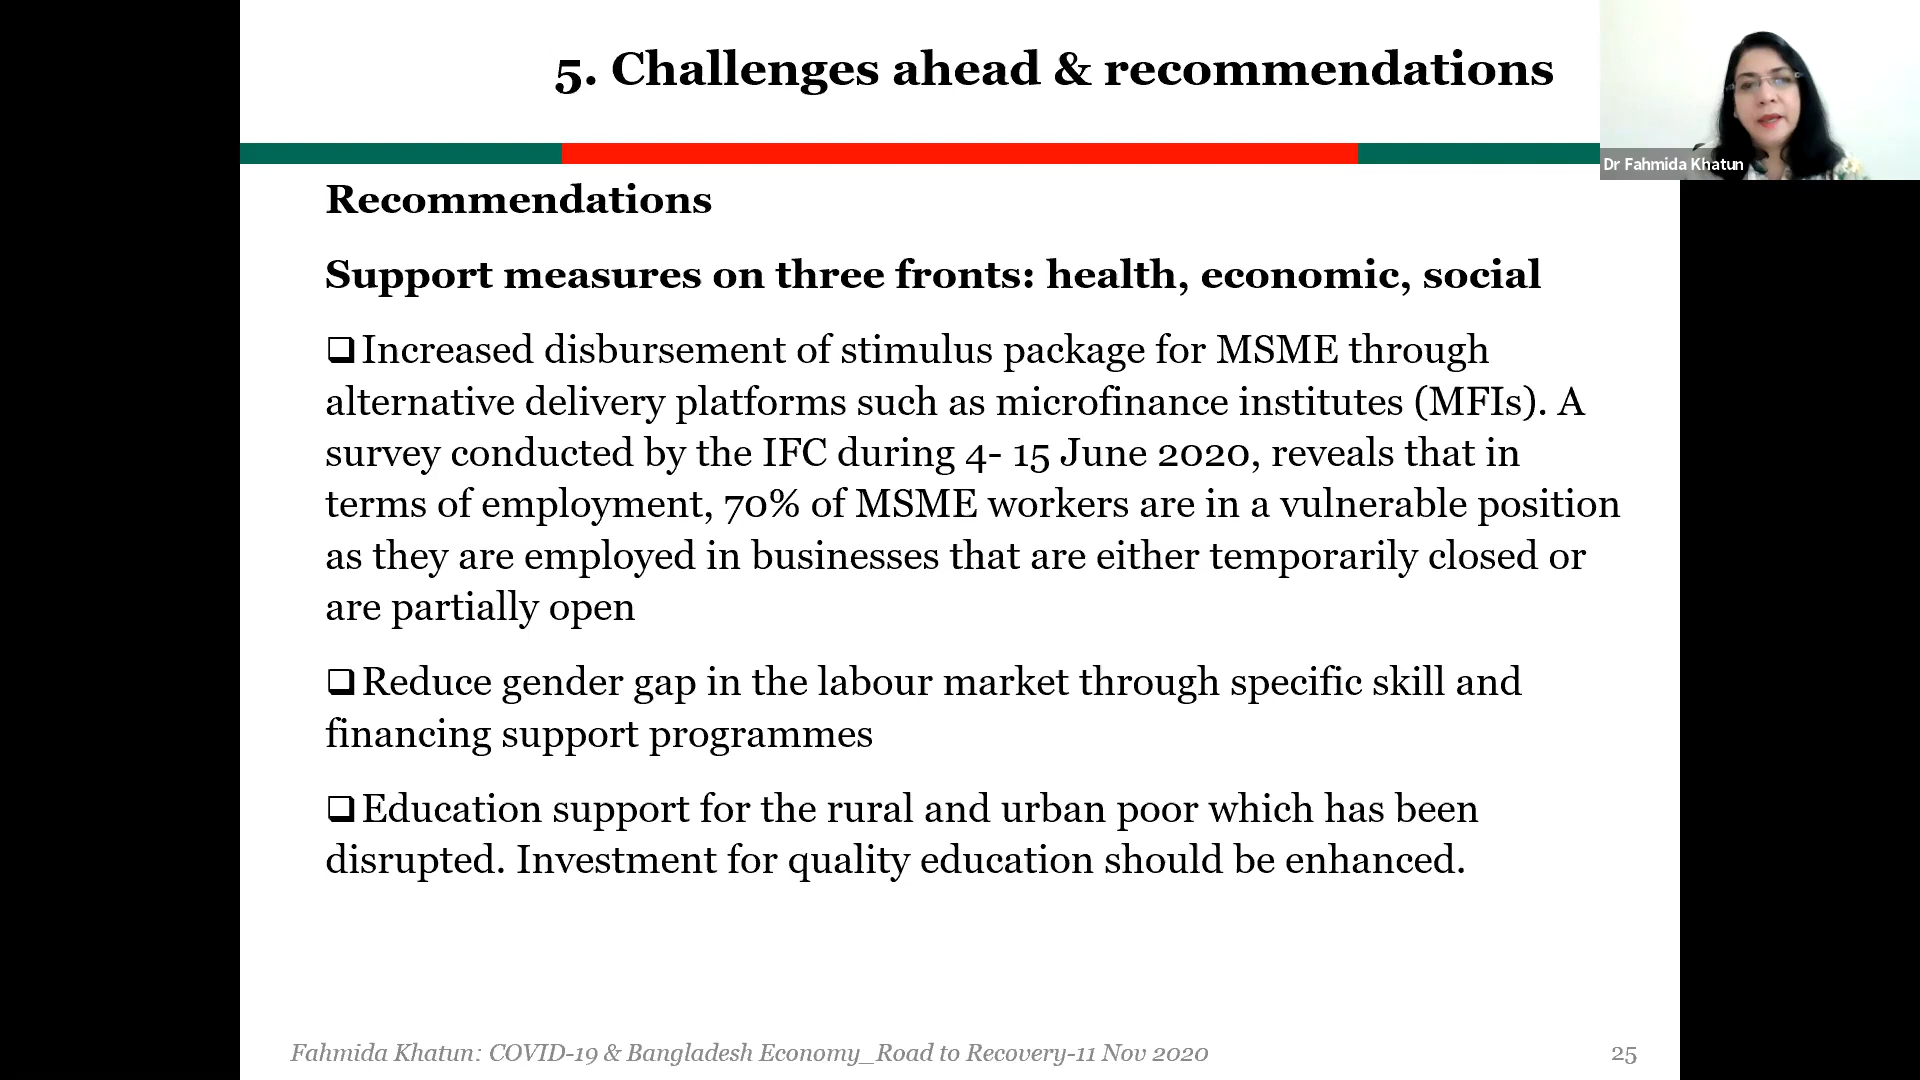 5. Challenges ahead & recommendations
Dr Fahmida Khatun
Recommendations
Support measures on three fronts: health, economic, social
❑Increased disbursement of stimulus package for MSME through
alternative delivery platforms such as microfinance institutes (MFIs). A
survey conducted by the IFC during 4- 15 June 2020, reveals that in
terms of employment, 70% of MSME workers are in a vulnerable position
as they are employed in businesses that are either temporarily closed or
are partially open
❑Reduce gender gap in the labour market through specific skill and
financing support programmes
❑Education support for the rural and urban poor which has been
disrupted. Investment for quality education should be enhanced.
Fahmida Khatun: COVID-19 & Bangladesh Economy_Road to Recovery-11 Nov 2020
25